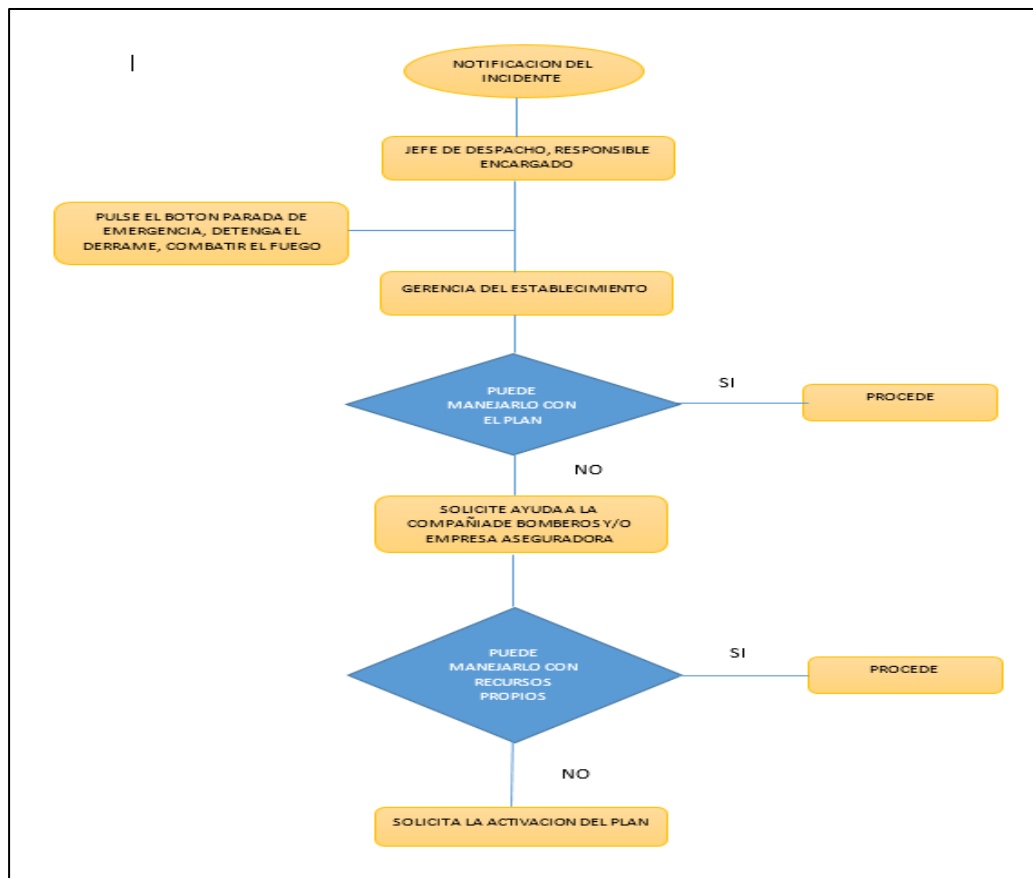 NOTIFICACION DEL
INCIDENTE
JEFE DE DESPACHO, RESPONSIBLE
ENCARGADO
PULSE EL BOTON PARADA DE
EMERGENCIA, DETENGA EL
DERRAME, COMBATIR EL FUEGO
GERENCIA DEL ESTABLECIMIENTO
PUEDE
MANEJARLO CON
EL PLAN
SI
PROCEDE
NO
SOLICITE AYUDA A LA
COMPAÑIADE BOMBEROS Y/O
EMPRESA ASEGURADORA
PUEDE
MANEJARLO CON
RECURSOS
PROPIOS
SI
PROCEDE
NO
SOLICITA LA ACTIVACION DEL PLAN